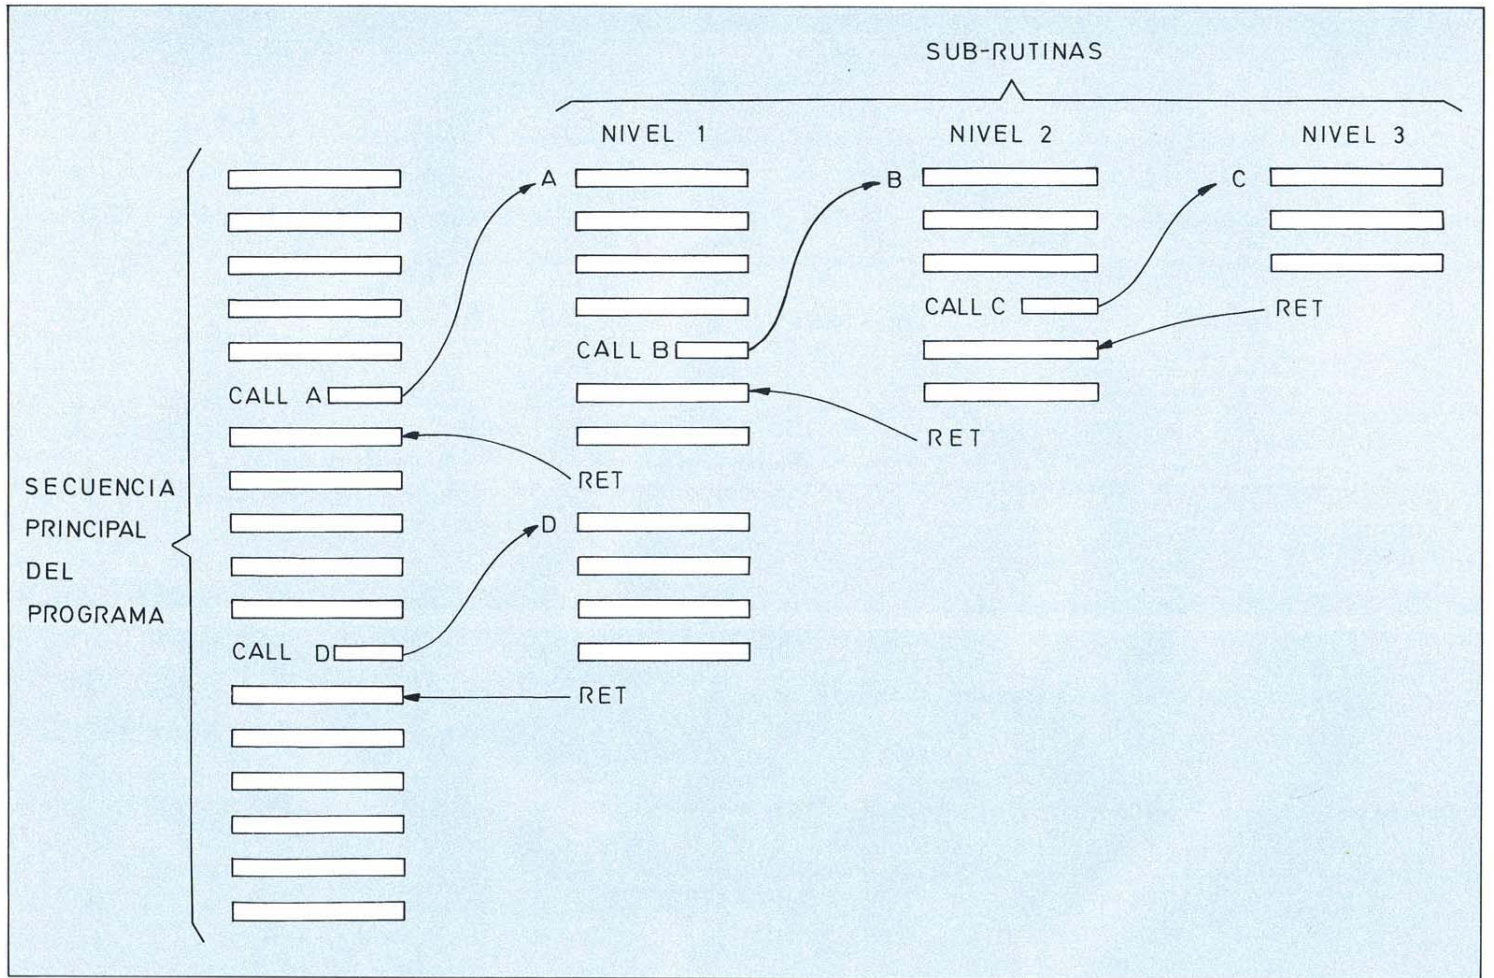 SUB-RUTINAS
NIVEL 1
NIVEL 2
NIVEL 3
A
B
C
CALL C
RET
CALL B
CALL A
RET
RET
SECUENCIA
PRINCIPAL
DEL
PROGRAMA
D
CALL D
RET